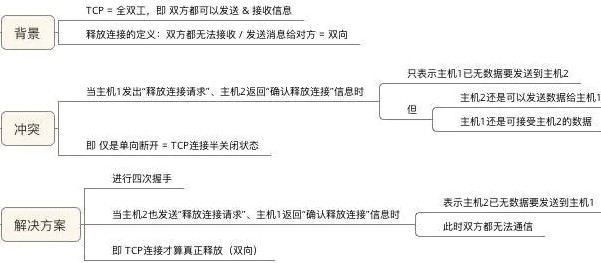 背景
TCP = 全双工，即 双方都可以发送 & 接收信息
释放连接的定义：双方都无法接收 / 发送消息给对方 = 双向
冲突
当主机1发出“释放连接请求”、主机2返回“确认释放连接”信息时
只表示主机1已无数据要发送到主机2
但
主机2还是可以发送数据给主机1
主机1还是可接受主机2的数据
即 仅是单向断开 = TCP连接半关闭状态
解决方案
进行四次握手
当主机2也发送“释放连接请求”、主机1返回“确认释放连接”信息时
表示主机2已无数据要发送到主机1
此时双方都无法通信
即 TCP连接才算真正释放（双向）